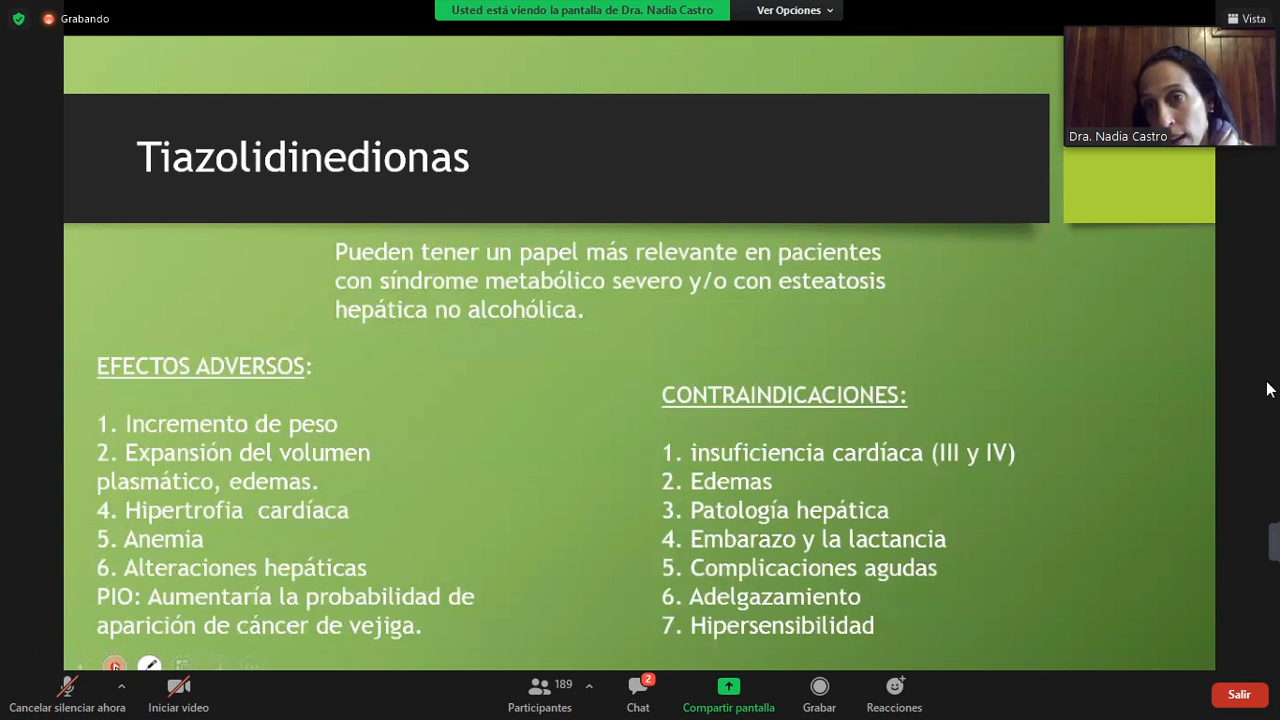 Grabando
Usted está viendo la pantalla de Dra. Nadia Castro
Ver Opciones
Vista
Dra. Nadia Castro
Tiazolidinedionas
Pueden tener un papel más relevante en pacientes
con síndrome metabólico severo y/o con esteatosis
hepática no alcohólica.
EFECTOS ADVERSOS:
1. Incremento de peso
2. Expansión del volumen
plasmático, edemas.
4. Hipertrofia  cardíaca
5. Anemia
6. Alteraciones hepáticas
PIO: Aumentaría la probabilidad de
aparición de cáncer de vejiga.
CONTRAINDICACIONES:
1. insuficiencia cardíaca (III y IV)
2. Edemas
3. Patología hepática
4. Embarazo y la lactancia
5. Complicaciones agudas
6. Adelgazamiento
7. Hipersensibilidad
Cancelar silenciar ahora
Iniciar video
189
Participantes
2
Chat
Compartir pantalla
Grabar
Reacciones
Salir